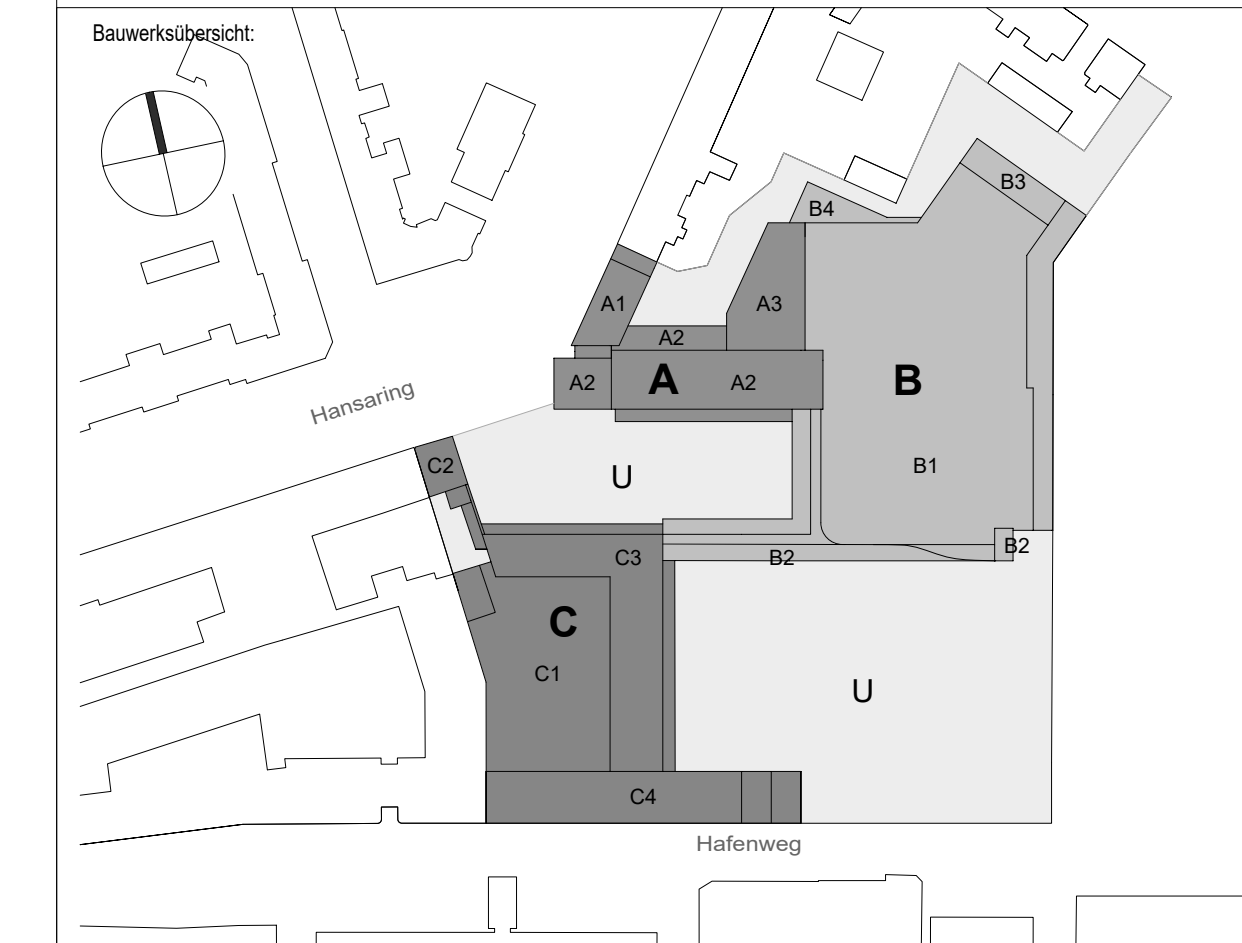 Bauwerksübersicht:
B3
B4
A1
A3
A2
A2
A
A2
B
Hansaring
C2
U
B1
C3
B2
B2
C
C1
U
C4
Hafenweg